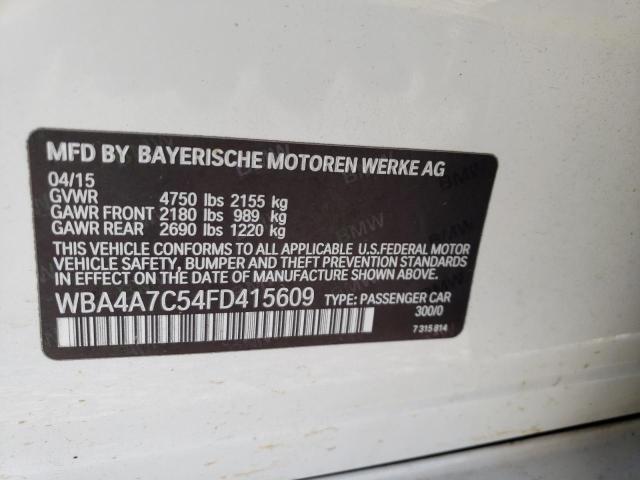 MFD BY BAYERISCHE MOTOREN WERKE AG
04/15
GVWR 4750 lbs 2155 kg
GAWR FRONT 2180 lbs 989 kg
GAWR REAR 2690 lbs 1220 kg
THIS VEHICLE CONFORMS TO ALL APPLICABLE U.S.FEDERAL MOTOR
VEHICLE SAFETY, BUMPER AND THEFT PREVENTION STANDARDS
IN EFFECT ON THE DATE OF MANUFACTURE SHOWN ABOVE.
WBA4A7C54FD415609 TYPE: PASSENGER CAR
300/0
7 315 814
BMW
BMW